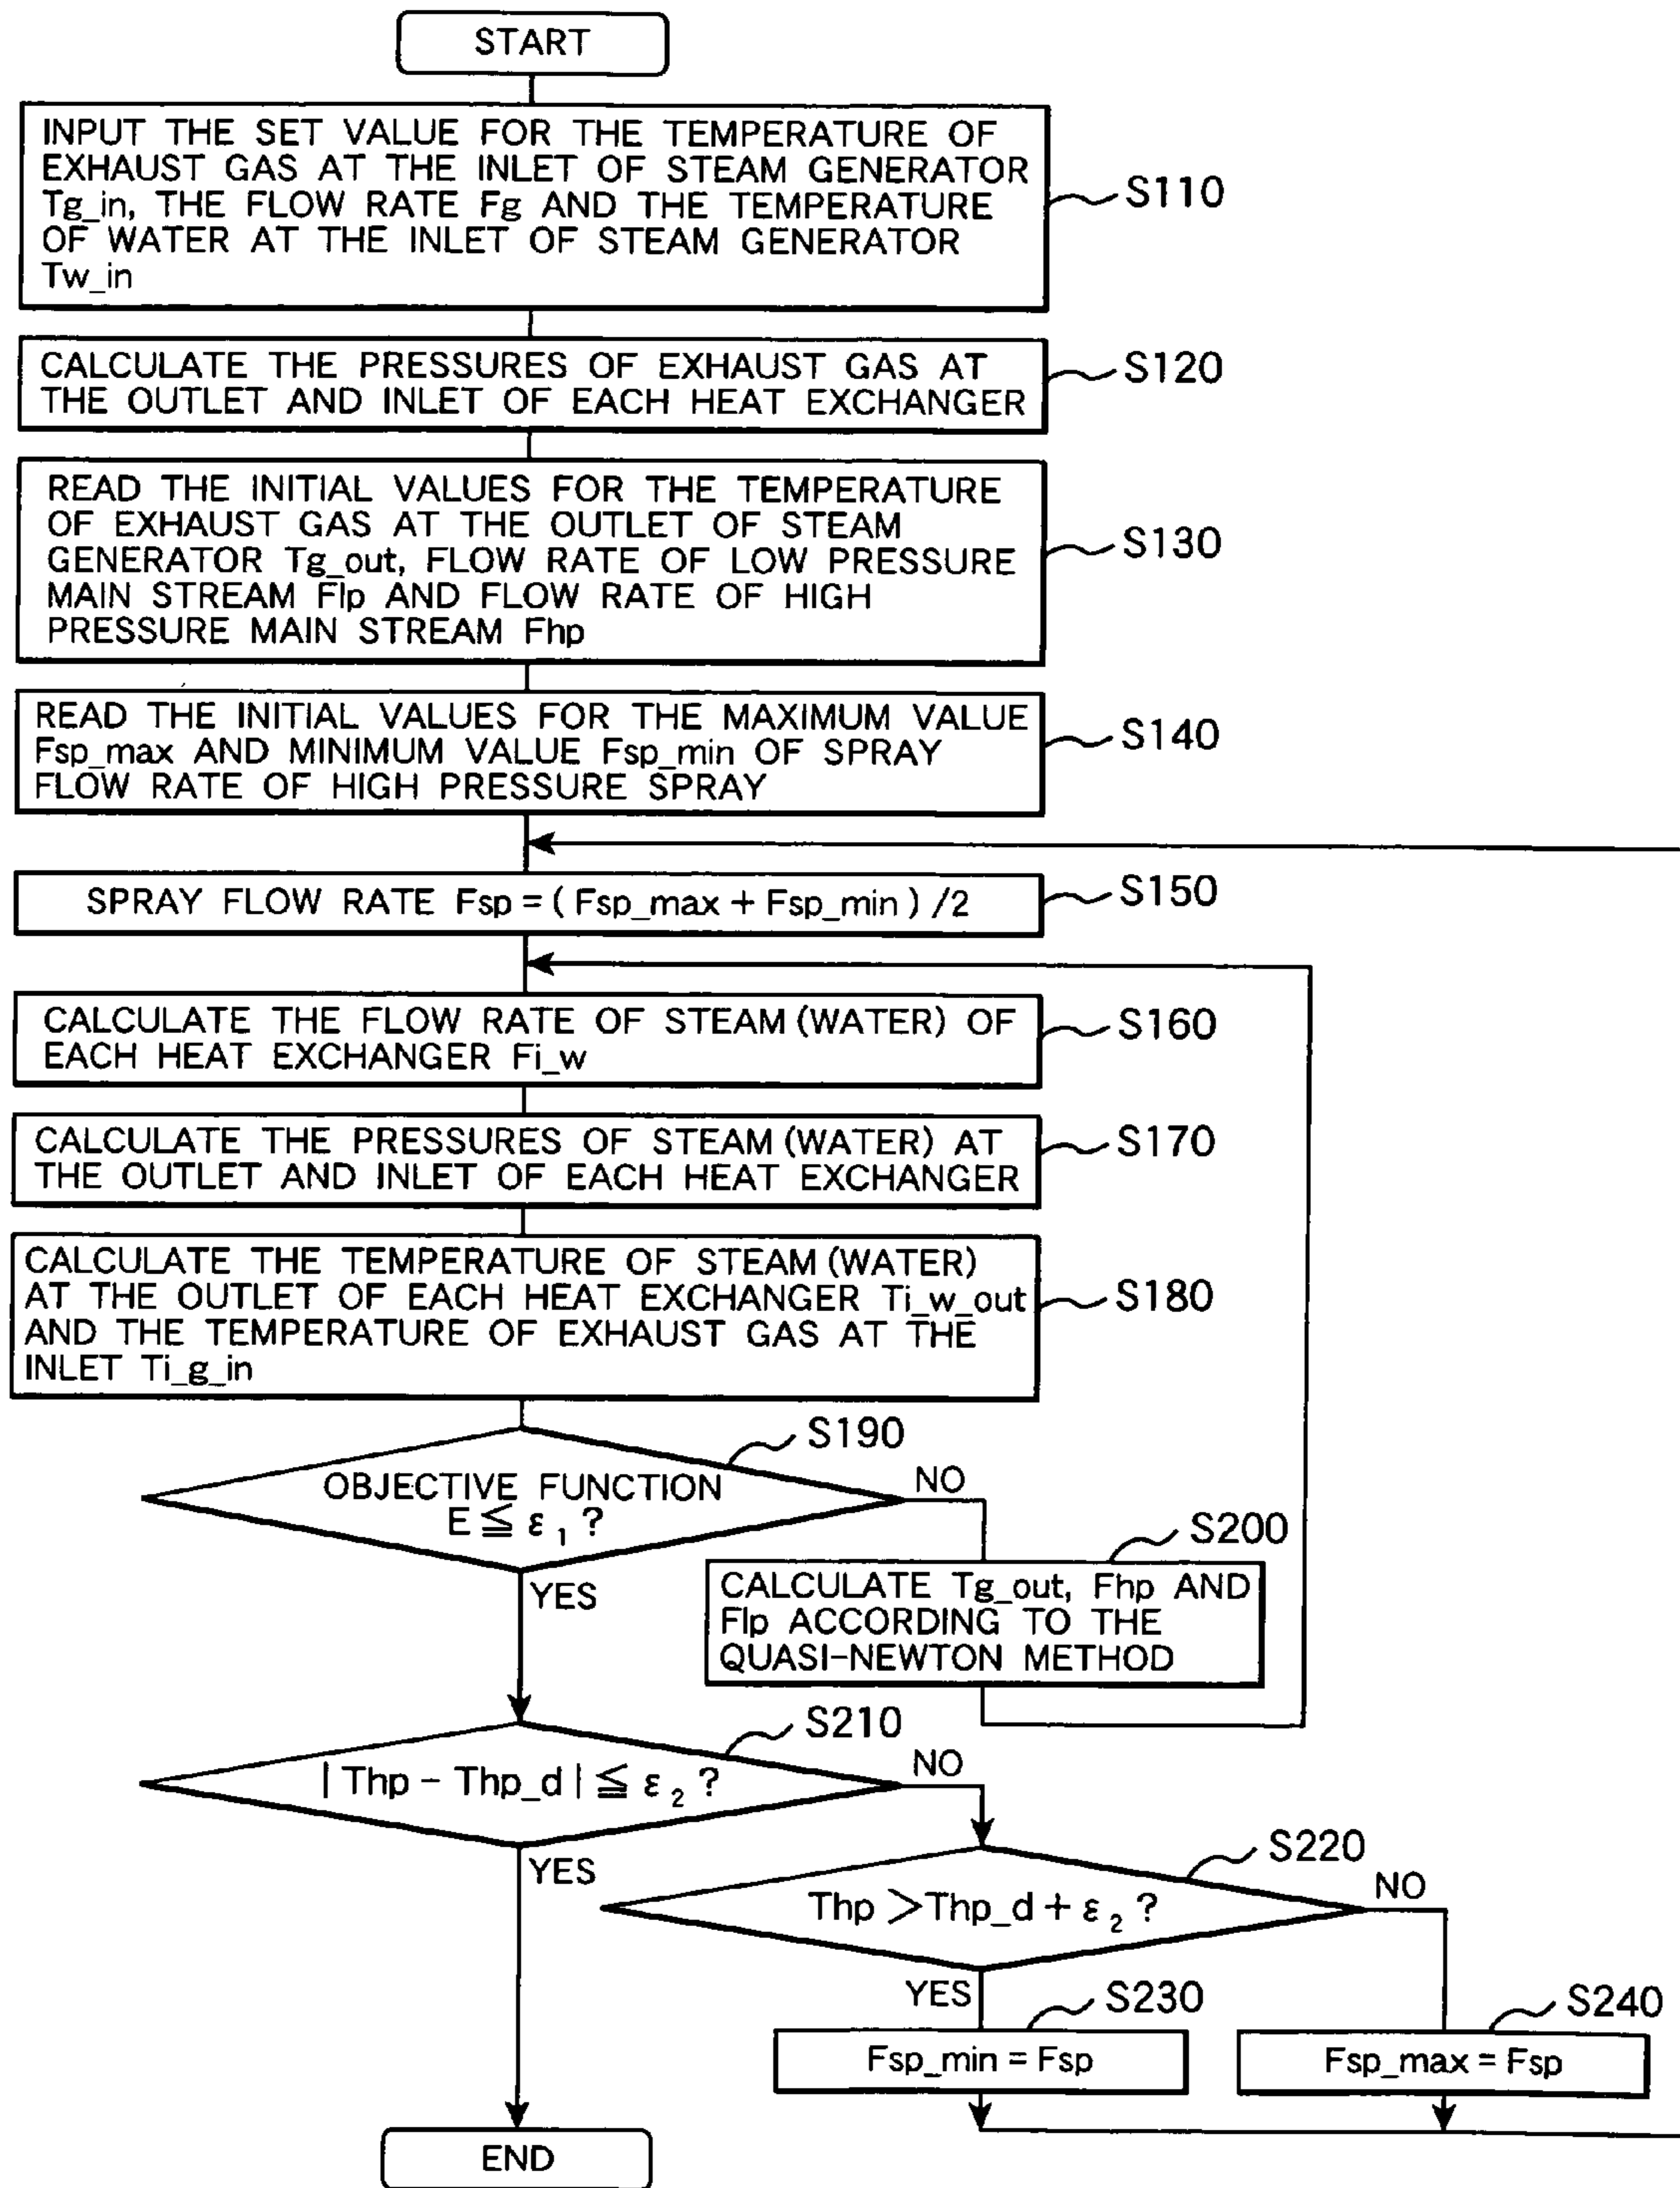 START
INPUT THE SET VALUE FOR THE TEMPERATURE OF
EXHAUST GAS AT THE INLET OF STEAM GENERATOR
Tg_in, THE FLOW RATE Fg AND THE TEMPERATURE
OF WATER AT THE INLET OF STEAM GENERATOR
Tw_in
S110
CALCULATE THE PRESSURES OF EXHAUST GAS AT
THE OUTLET AND INLET OF EACH HEAT EXCHANGER
S120
READ THE INITIAL VALUES FOR THE TEMPERATURE
OF EXHAUST GAS AT THE OUTLET OF STEAM
GENERATOR Tg_out, FLOW RATE OF LOW PRESSURE
MAIN STREAM Flp AND FLOW RATE OF HIGH
PRESSURE MAIN STREAM Fhp
S130
READ THE INITIAL VALUES FOR THE MAXIMUM VALUE
Fsp_max AND MINIMUM VALUE Fsp_min OF SPRAY
FLOW RATE OF HIGH PRESSURE SPRAY
S140
SPRAY FLOW RATE Fsp = ( Fsp_max + Fsp_min ) /2
S150
CALCULATE THE FLOW RATE OF STEAM (WATER) OF
EACH HEAT EXCHANGER Fi_w
S160
CALCULATE THE PRESSURES OF STEAM (WATER) AT
THE OUTLET AND INLET OF EACH HEAT EXCHANGER
S170
CALCULATE THE TEMPERATURE OF STEAM (WATER)
AT THE OUTLET OF EACH HEAT EXCHANGER Ti_w_out
AND THE TEMPERATURE OF EXHAUST GAS AT THE
INLET Ti_g_in
S180
S190
OBJECTIVE FUNCTION
E ≦ ε₁ ?
NO
YES
S200
CALCULATE Tg_out, Fhp AND
Flp ACCORDING TO THE
QUASI-NEWTON METHOD
S210
| Thp - Thp_d | ≦ ε₂ ?
NO
YES
S220
Thp > Thp_d + ε₂ ?
NO
YES
S230
Fsp_min = Fsp
S240
Fsp_max = Fsp
END